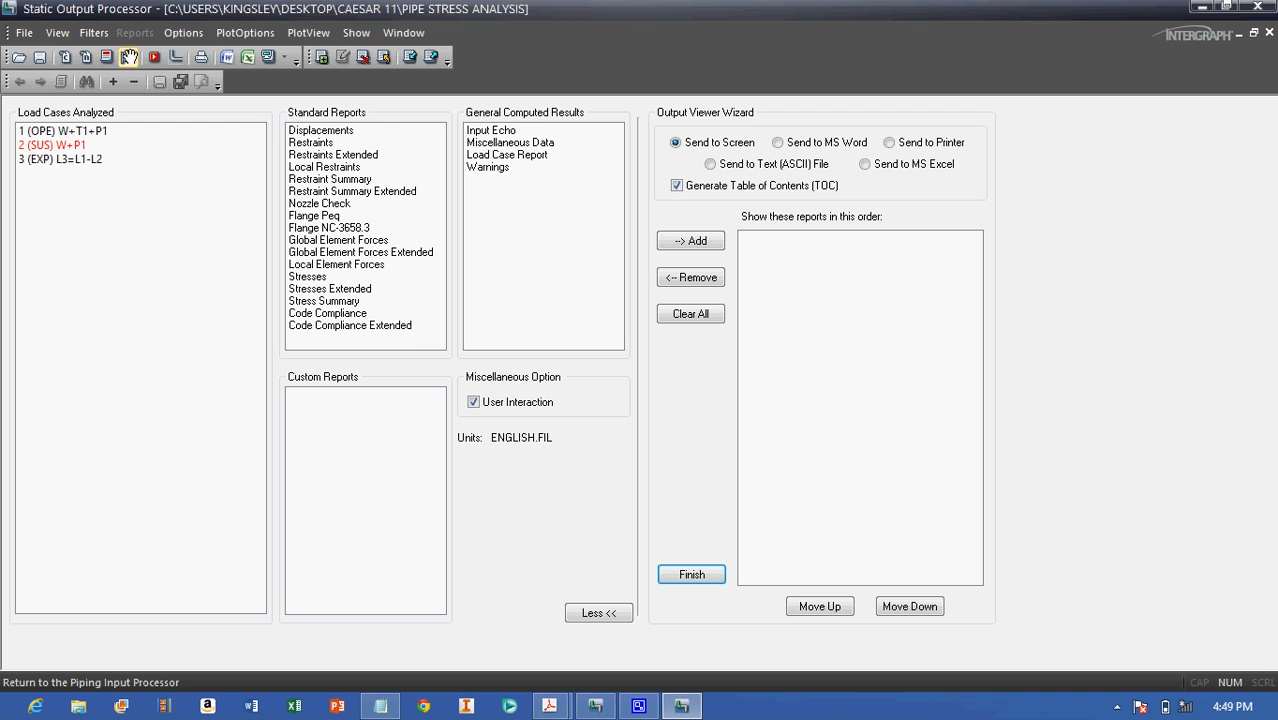 Static Output Processor - [C:\USERS\KINGSLEY\DESKTOP\CAESAR 11\PIPE STRESS ANALYSIS]
File View Filters Reports Options PlotOptions PlotView Show Window
INTERGRAPH
Load Cases Analyzed
1 (OPE) W+T1+P1
2 (SUS) W+P1
3 (EXP) L3=L1-L2
Standard Reports
Displacements
Restraints
Restraints Extended
Local Restraints
Restraint Summary
Restraint Summary Extended
Nozzle Check
Flange Peq
Flange NC-3658.3
Global Element Forces
Global Element Forces Extended
Local Element Forces
Stresses
Stresses Extended
Stress Summary
Code Compliance
Code Compliance Extended
General Computed Results
Input Echo
Miscellaneous Data
Load Case Report
Warnings
Custom Reports
Miscellaneous Option
User Interaction
Units: ENGLISH.FIL
Less <<
Output Viewer Wizard
Send to Screen Send to MS Word Send to Printer
Send to Text (ASCII) File Send to MS Excel
Generate Table of Contents (TOC)
Show these reports in this order:
--> Add
<-- Remove
Clear All
Finish
Move Up Move Down
Return to the Piping Input Processor
CAP NUM SCRL
4:49 PM